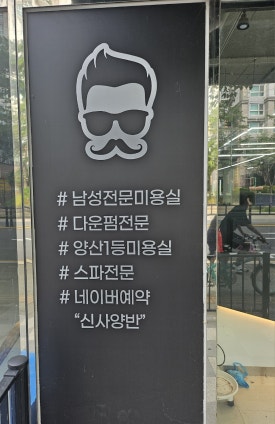 # 남성전문미용실
# 다운펌전문
# 양산1등미용실
# 스파전문
# 네이버예약
“신사양반”